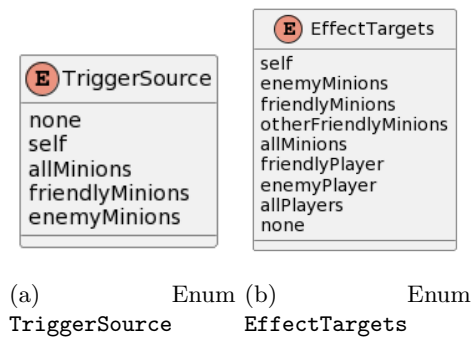 E TriggerSource
none
self
allMinions
friendlyMinions
enemyMinions
E EffectTargets
self
enemyMinions
friendlyMinions
otherFriendlyMinions
allMinions
friendlyPlayer
enemyPlayer
allPlayers
none
(a) Enum
TriggerSource
(b) Enum
EffectTargets